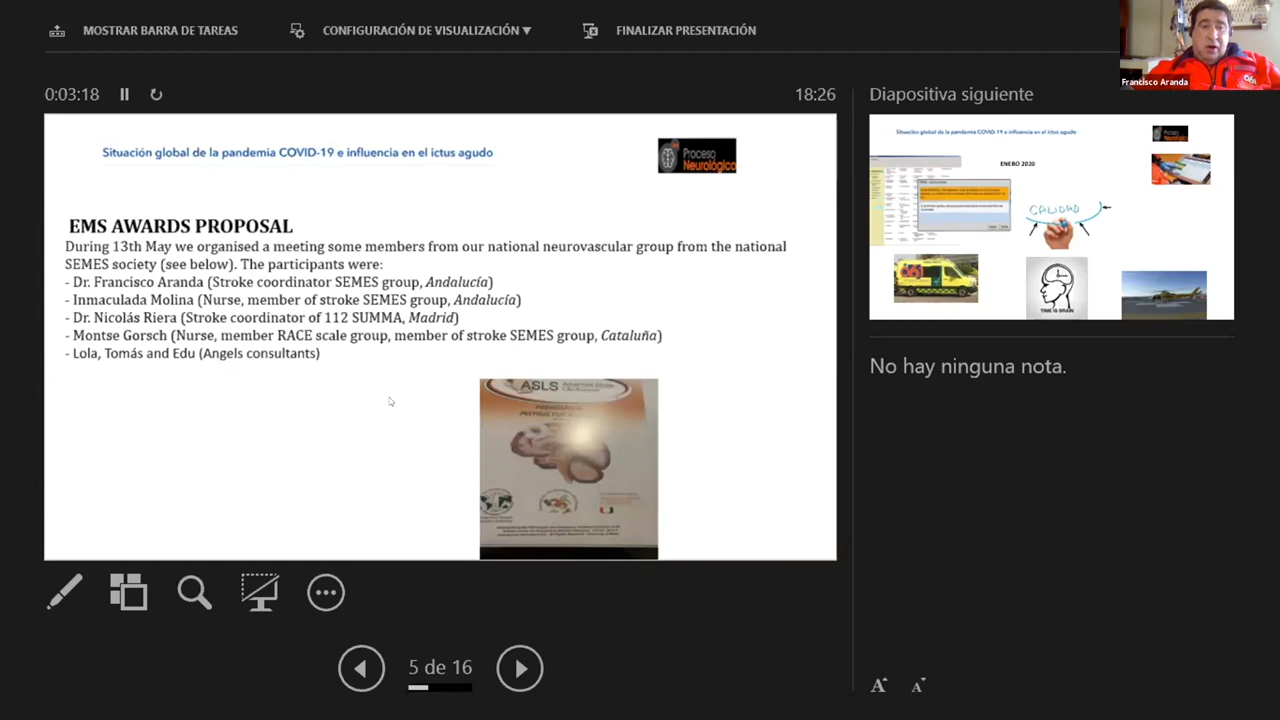 MOSTRAR BARRA DE TAREAS
CONFIGURACIÓN DE VISUALIZACIÓN ▼
FINALIZAR PRESENTACIÓN
Francisco Aranda
0:03:18
18:26
Diapositiva siguiente
Situación global de la pandemia COVID-19 e influencia en el ictus agudo
Proceso
Neurológico
EMS AWARDS PROPOSAL
During 13th May we organised a meeting some members from our national neurovascular group from the national
SEMES society (see below). The participants were:
- Dr. Francisco Aranda (Stroke coordinator SEMES group, Andalucía)
- Inmaculada Molina (Nurse, member of stroke SEMES group, Andalucía)
- Dr. Nicolás Riera (Stroke coordinator of 112 SUMMA, Madrid)
- Montse Gorsch (Nurse, member RACE scale group, member of stroke SEMES group, Cataluña)
- Lola, Tomás and Edu (Angels consultants)
ASLS
Situación global de la pandemia COVID-19 e influencia en el ictus agudo
Proceso
Neurológico
ENERO 2020
CALIDAD
061
TIME IS BRAIN
No hay ninguna nota.
5 de 16
A A